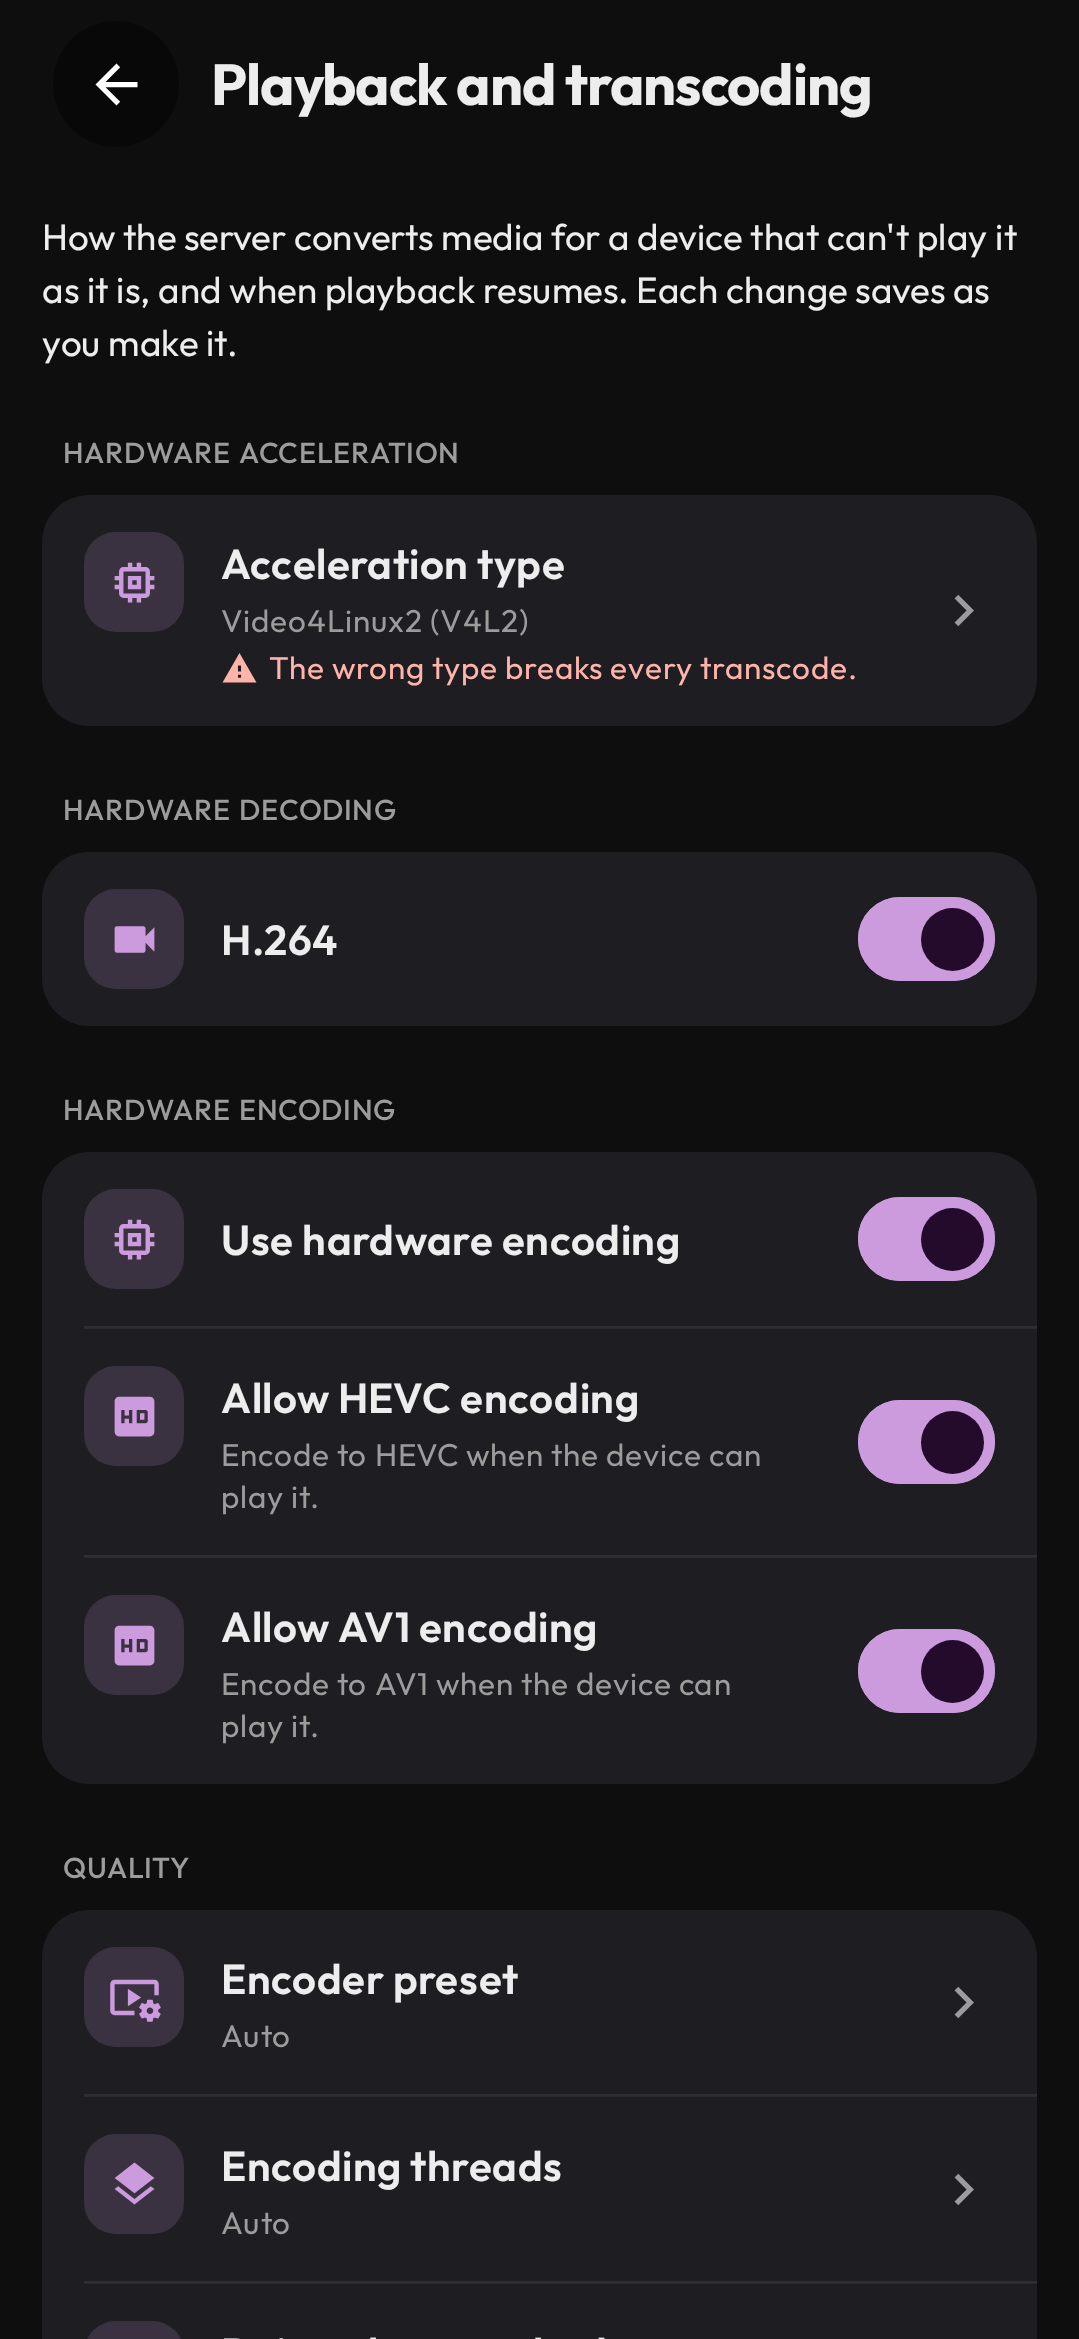 Playback and transcoding
How the server converts media for a device that can't play it
as it is, and when playback resumes. Each change saves as
you make it.
HARDWARE ACCELERATION
Acceleration type
Video4Linux2 (V4L2)
The wrong type breaks every transcode.
HARDWARE DECODING
H.264
HARDWARE ENCODING
Use hardware encoding
HD
Allow HEVC encoding
Encode to HEVC when the device can
play it.
HD
Allow AV1 encoding
Encode to AV1 when the device can
play it.
QUALITY
Encoder preset
Auto
Encoding threads
Auto